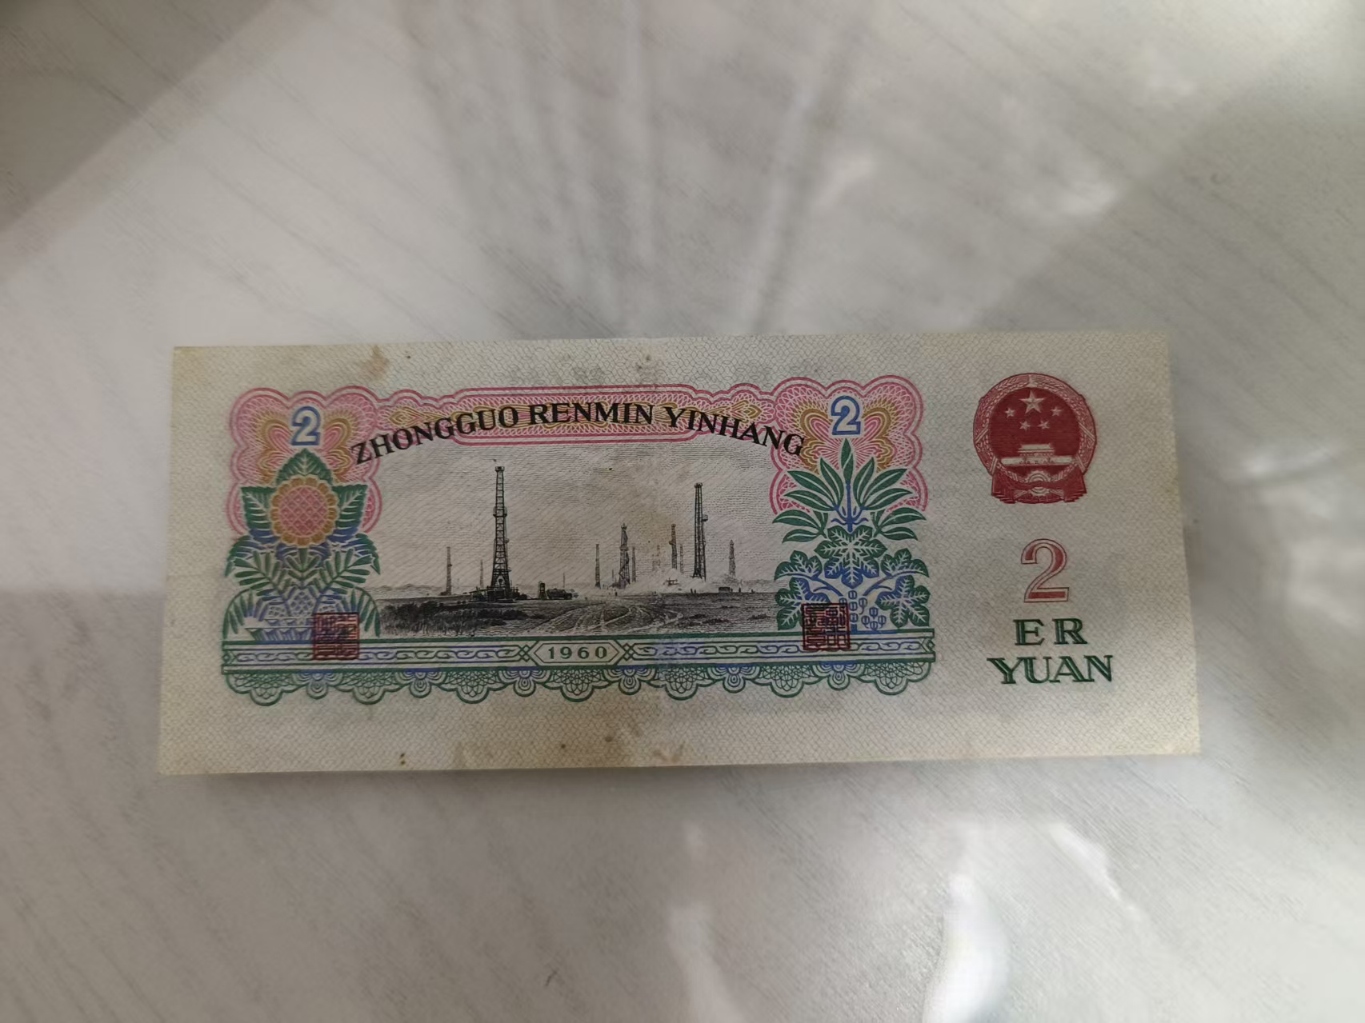 2
2
ZHONGGUO RENMIN YINHANG
1960
2
ER
YUAN